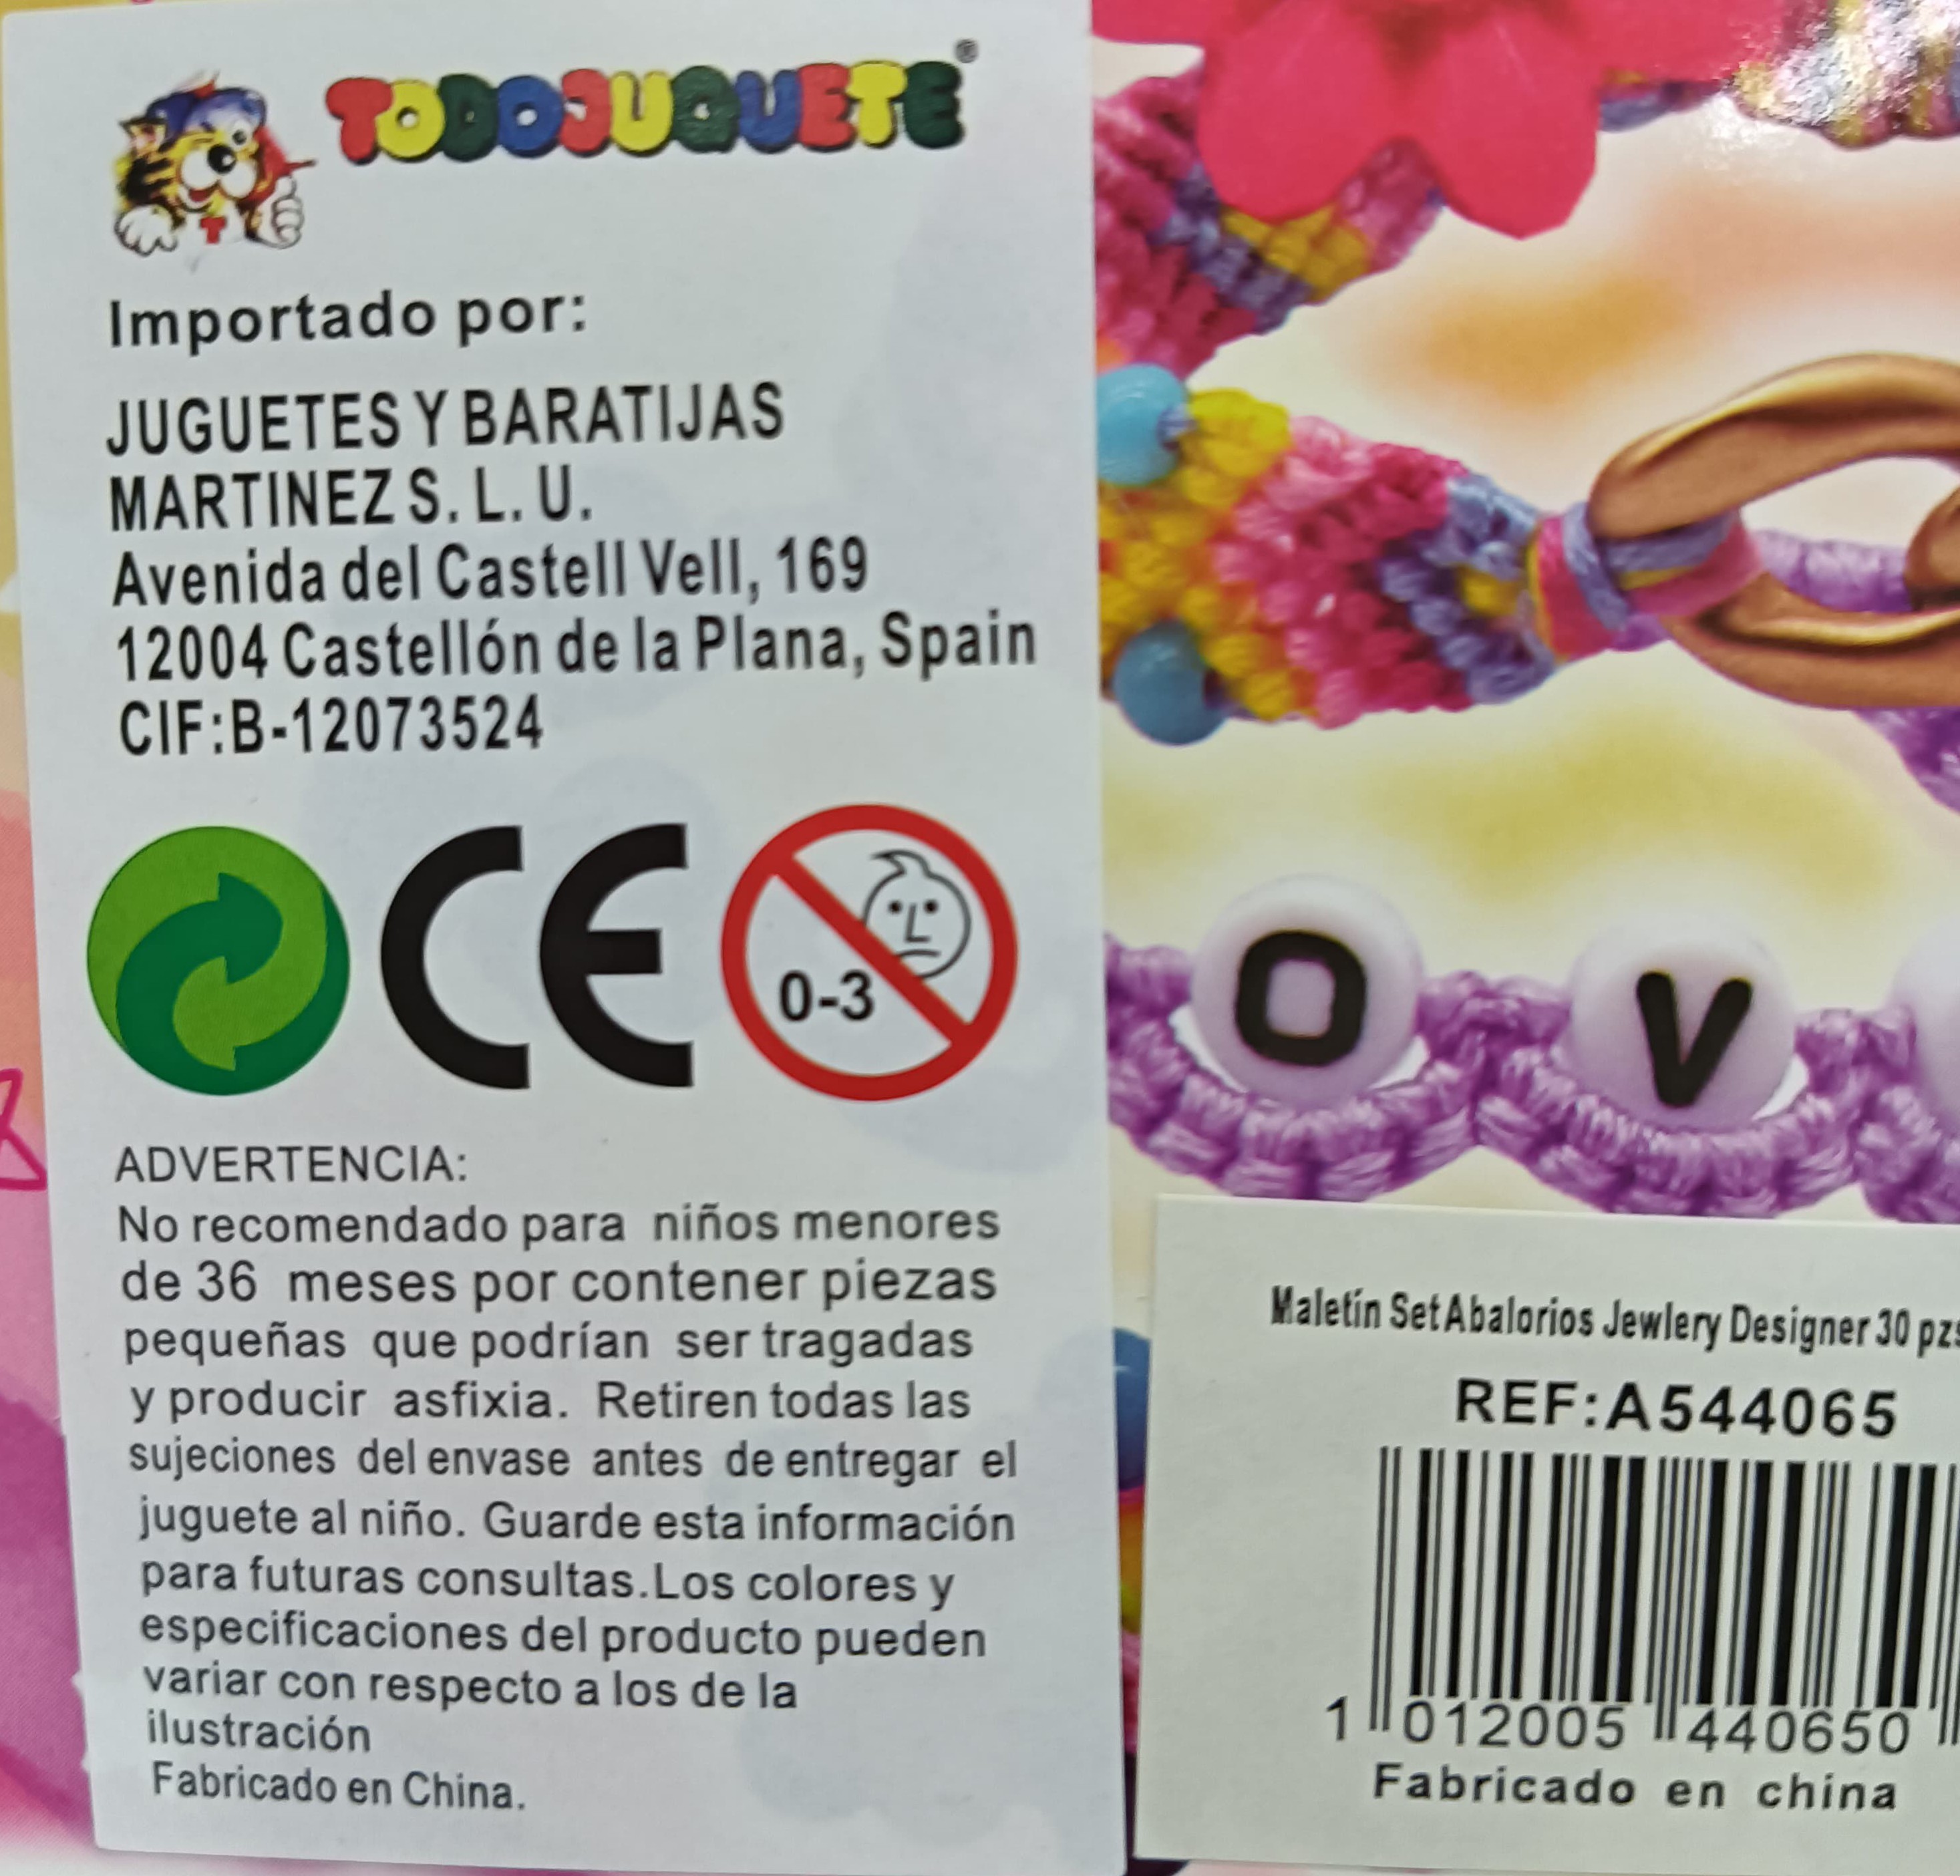 TODOJUGUETE®
T
Importado por:
JUGUETES Y BARATIJAS
MARTINEZ S. L. U.
Avenida del Castell Vell, 169
12004 Castellón de la Plana, Spain
CIF:B-12073524
CE
0-3
ADVERTENCIA:
No recomendado para niños menores
de 36 meses por contener piezas
pequeñas que podrían ser tragadas
y producir asfixia. Retiren todas las
sujeciones del envase antes de entregar el
juguete al niño. Guarde esta información
para futuras consultas.Los colores y
especificaciones del producto pueden
variar con respecto a los de la
ilustración
Fabricado en China.
O V
Maletín Set Abalorios Jewlery Designer 30 pzs
REF:A544065
1 012005 440650
Fabricado en china